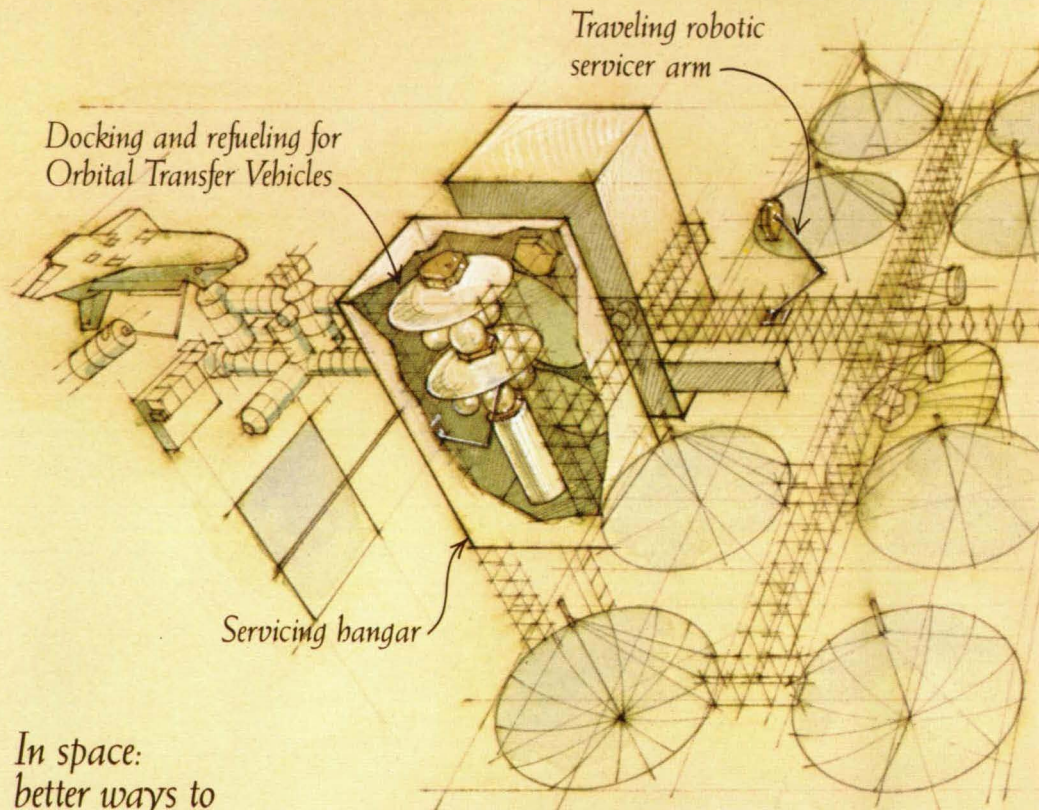 Traveling robotic
servicer arm
Docking and refueling for
Orbital Transfer Vehicles
Servicing hangar
In space:
better ways to